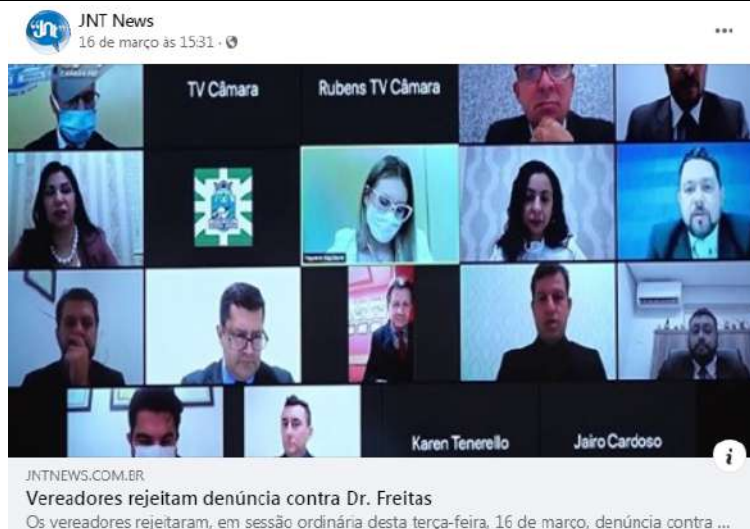 JNT News
16 de março às 15:31
"Jnt"
TV Câmara
Rubens TV Câmara
Karen Tenerello
Jairo Cardoso
i
JNTNEWS.COM.BR
Vereadores rejeitam denúncia contra Dr. Freitas
Os vereadores rejeitaram, em sessão ordinária desta terça-feira, 16 de março, denúncia contra ...